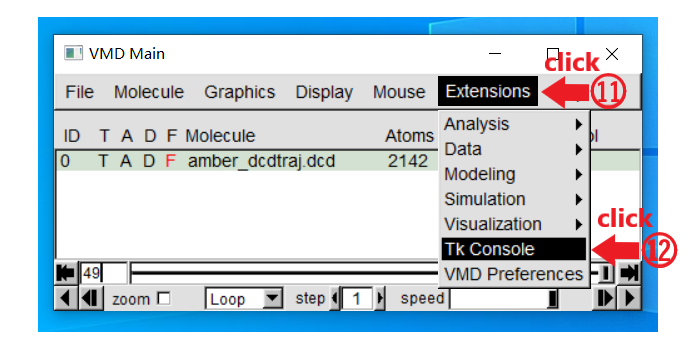 VMD Main
click
File Molecule Graphics Display Mouse Extensions
⑪
ID T A D F Molecule Atoms
Analysis
ol
0 T A D F amber_dcdtraj.dcd 2142
Data
Modeling
Simulation
Visualization
click
Tk Console
⑫
VMD Preferences
49
zoom Loop step 1 speed